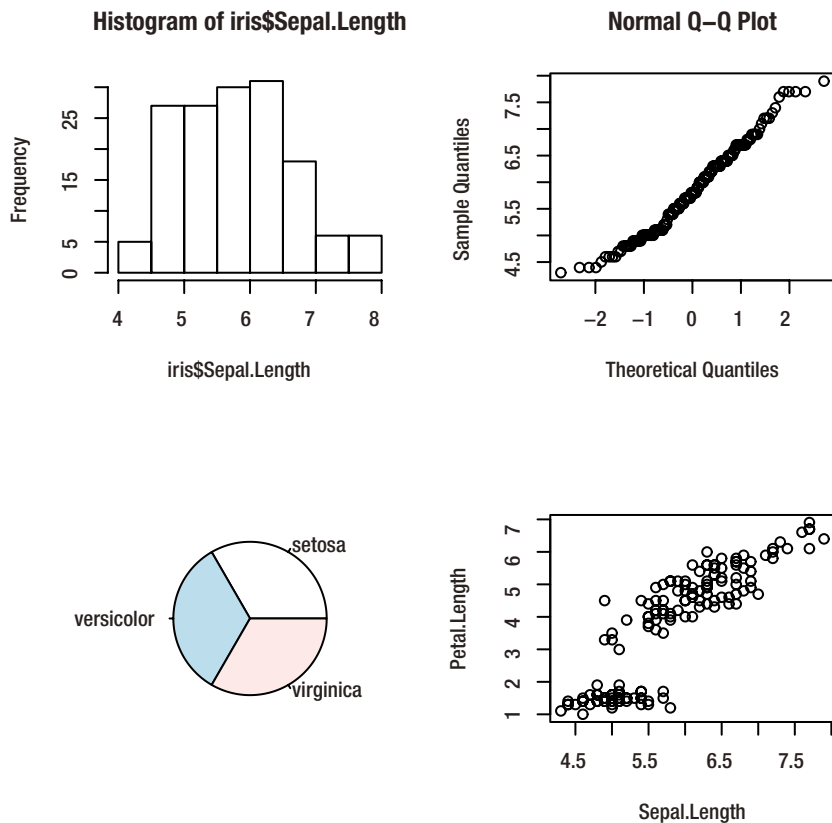 Histogram of iris$Sepal.Length
Frequency
0 5 15 25
4 5 6 7 8
iris$Sepal.Length
Normal Q−Q Plot
Sample Quantiles
4.5 5.5 6.5 7.5
−2 −1 0 1 2
Theoretical Quantiles
setosa
versicolor
virginica
Petal.Length
1 2 3 4 5 6 7
4.5 5.5 6.5 7.5
Sepal.Length